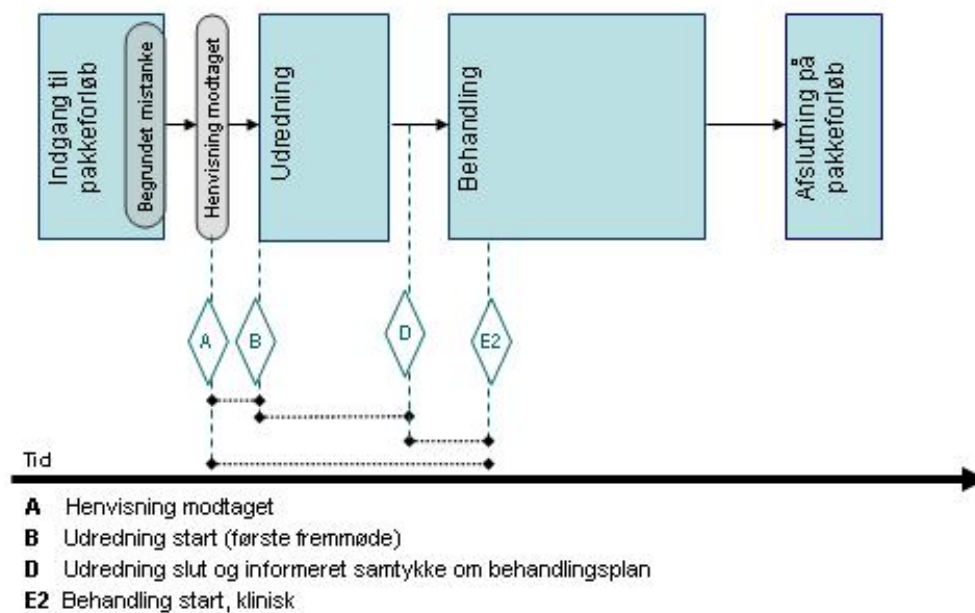 Indgang til
pakkeforløb
Begrundet mistanke
Henvisning modtaget
Udredning
Behandling
Afslutning på
pakkeforløb
A
B
D
E2
Tid
A Henvisning modtaget
B Udredning start (første fremmøde)
D Udredning slut og informeret samtykke om behandlingsplan
E2 Behandling start, klinisk